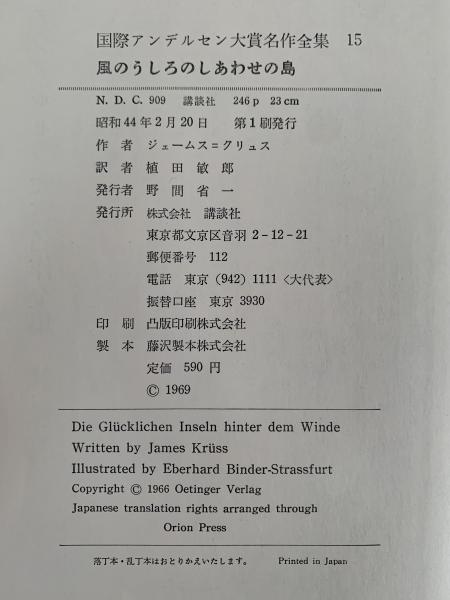 国際アンデルセン大賞名作全集 15
風のうしろのしあわせの島
N. D. C. 909 講談社 246 p 23 cm
昭和 44 年 2 月 20 日 第 1 刷発行
作者 ジェームス=クリュス
訳者 植田敏郎
発行者 野間省一
発行所 株式会社 講談社
東京都文京区音羽 2-12-21
郵便番号 112
電話 東京 (942) 1111 〈大代表〉
振替口座 東京 3930
印刷 凸版印刷株式会社
製本 藤沢製本株式会社
定価 590 円
© 1969
Die Glücklichen Inseln hinter dem Winde
Written by James Krüss
Illustrated by Eberhard Binder-Strassfurt
Copyright © 1966 Oetinger Verlag
Japanese translation rights arranged through
Orion Press
落丁本・乱丁本はおとりかえいたします。 Printed in Japan